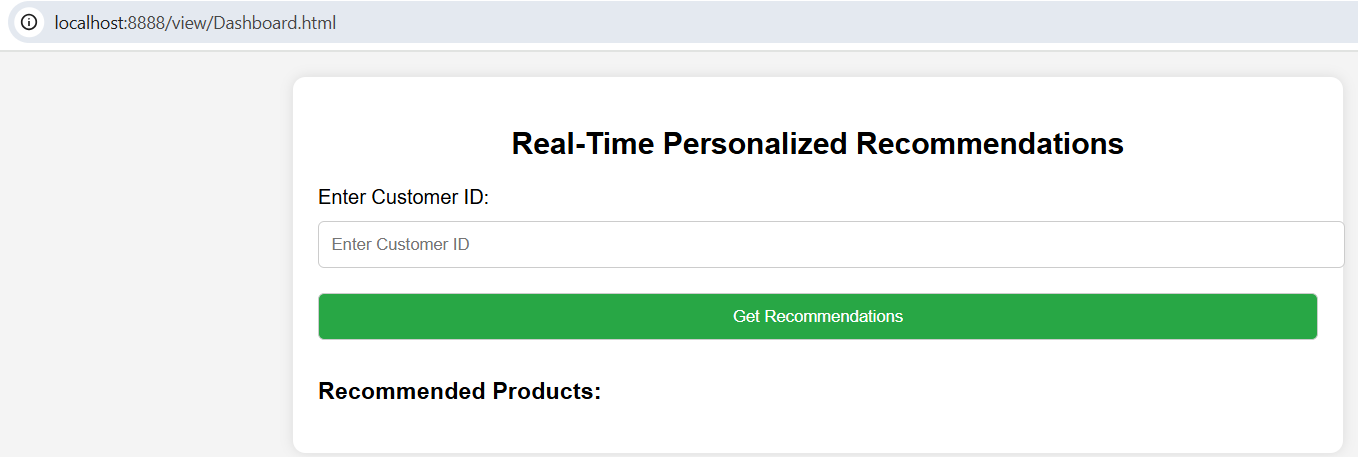 localhost:8888/view/Dashboard.html
Real-Time Personalized Recommendations
Enter Customer ID:
Enter Customer ID
Get Recommendations
Recommended Products: